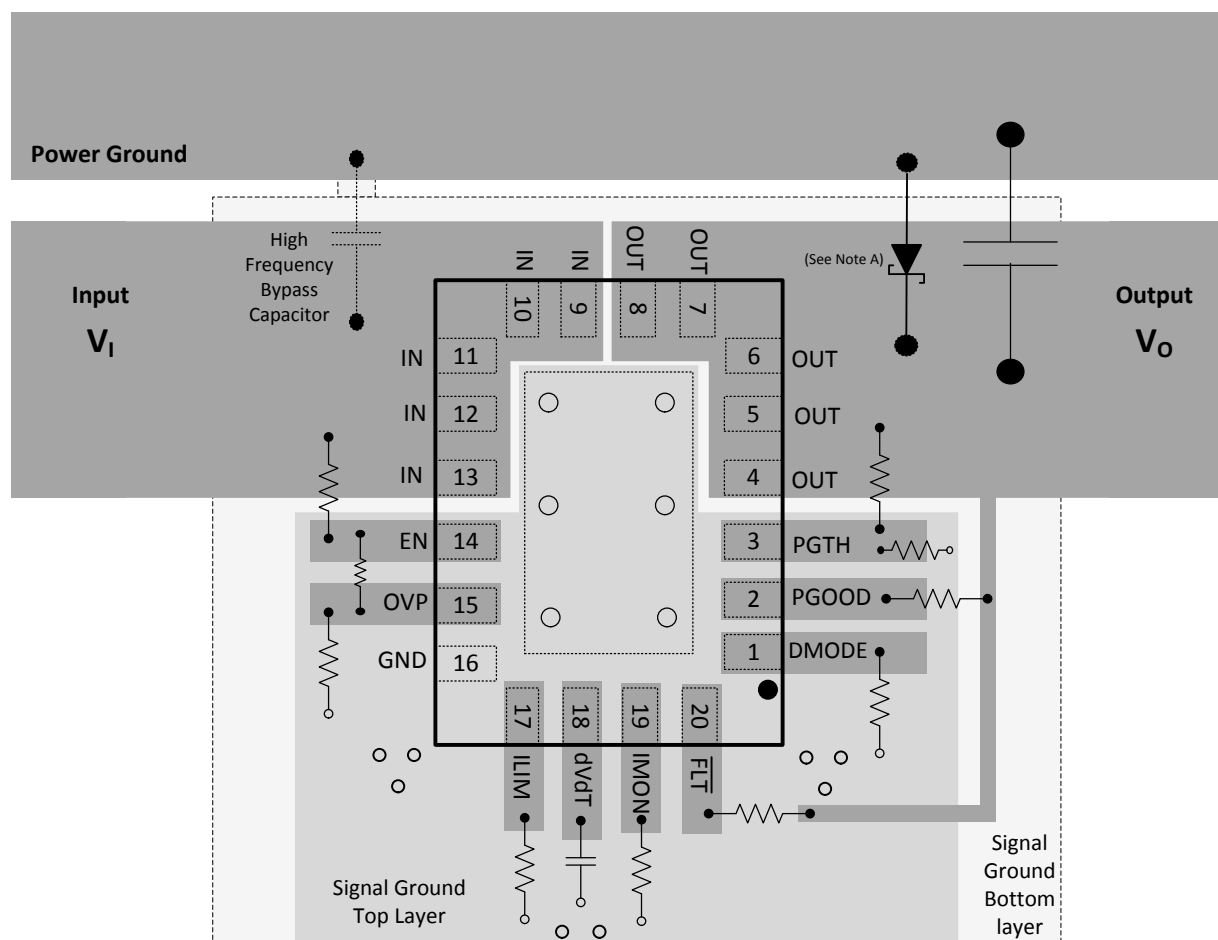 Power Ground
High
Frequency
Bypass
Capacitor
Input
VI
IN
IN
OUT
OUT
10
9
8
7
(See Note A)
Output
VO
IN
11
6
OUT
IN
12
5
OUT
IN
13
4
OUT
EN
14
3
PGTH
OVP
15
2
PGOOD
GND
16
1
DMODE
17
18
19
20
ILIM
dVdT
IMON
FLT
Signal Ground
Top Layer
Signal
Ground
Bottom
layer